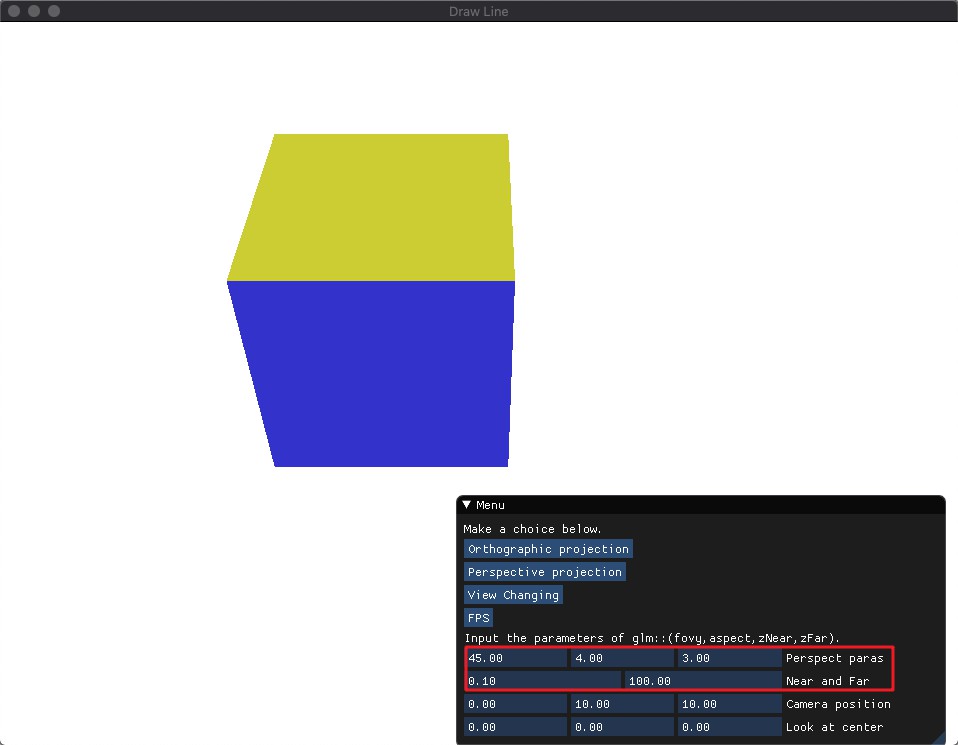 Draw Line
▼ Menu
Make a choice below.
Orthographic projection
Perspective projection
View Changing
FPS
Input the parameters of glm::(fovy,aspect,zNear,zFar).
45.00 4.00 3.00 Perspect paras
0.10 100.00 Near and Far
0.00 10.00 10.00 Camera position
0.00 0.00 0.00 Look at center